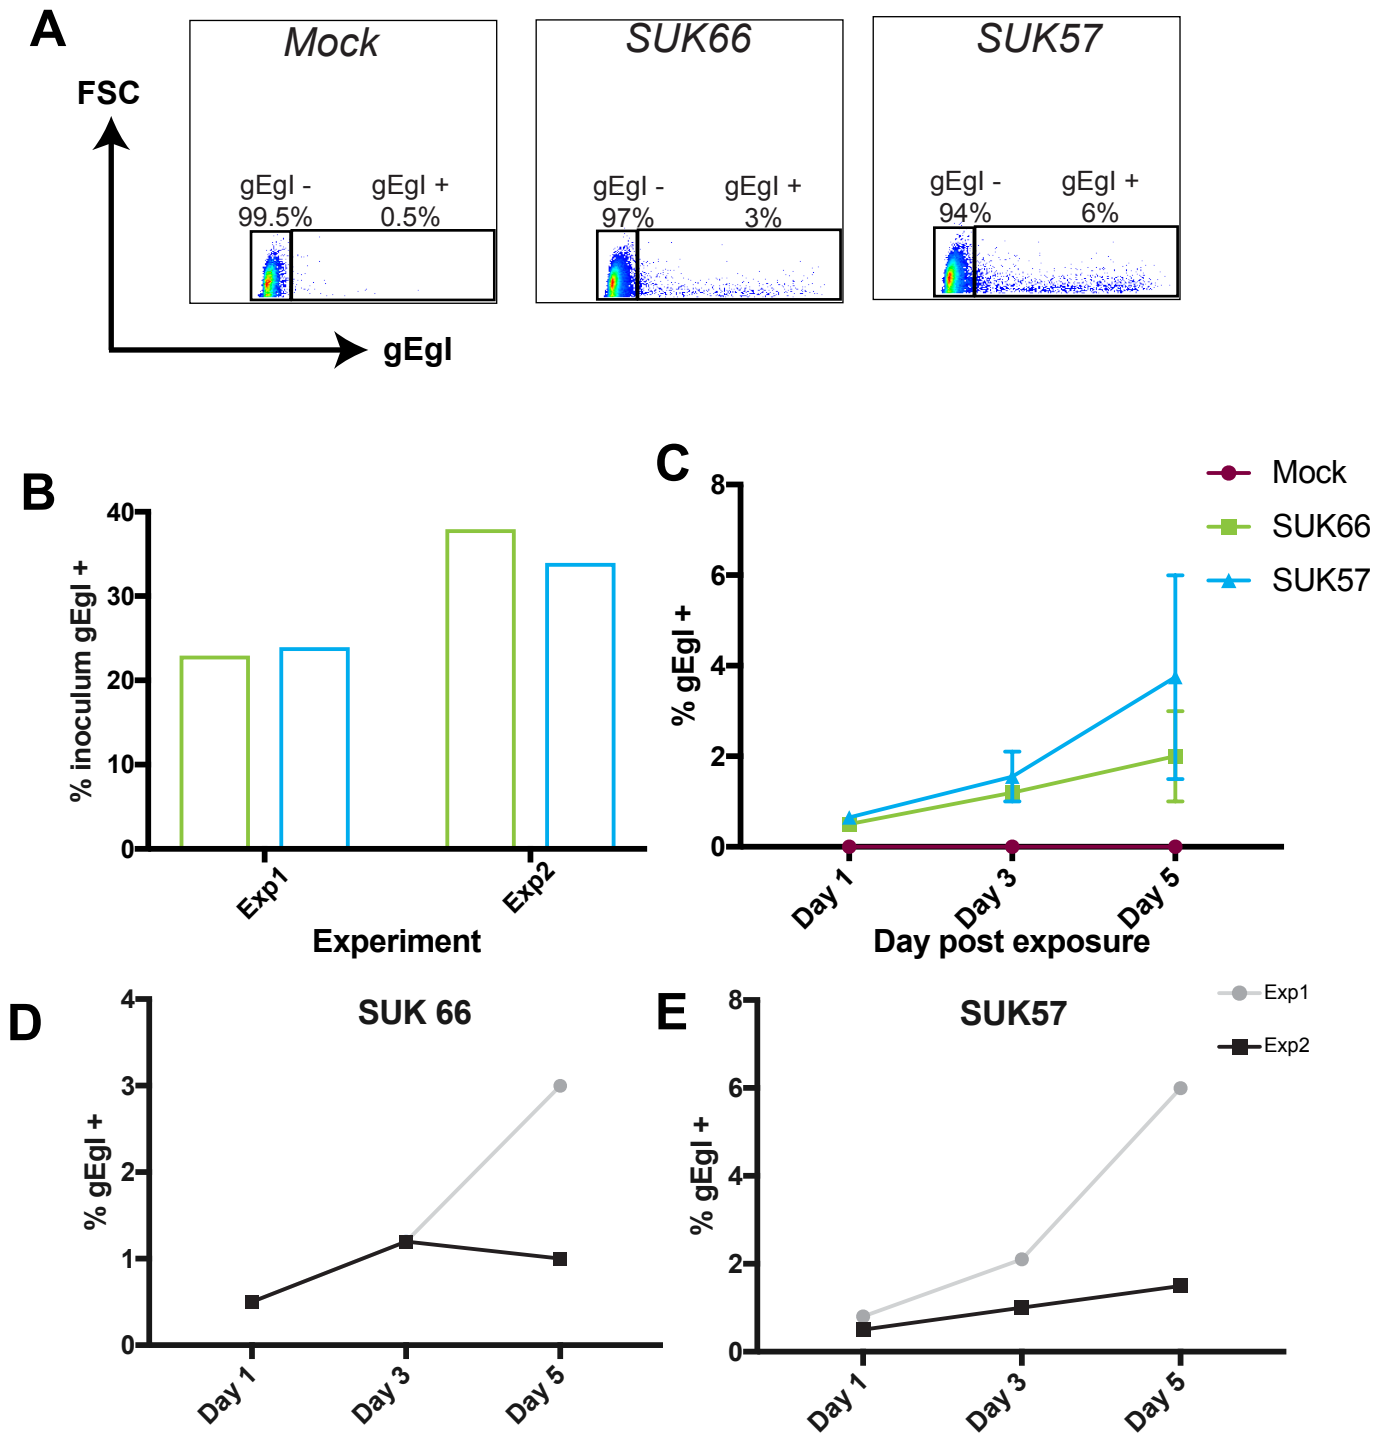 A
Mock
SUK66
SUK57
FSC
gEgI -
gEgI +
99.5%
0.5%
gEgI -
gEgI +
97%
3%
gEgI -
gEgI +
94%
6%
gEgI
B
40
30
20
10
0
% inoculum gEgI +
Exp1
Exp2
Experiment
C
8
6
4
2
0
% gEgI +
Day 1
Day 3
Day 5
Day post exposure
Mock
SUK66
SUK57
D
SUK 66
4
3
2
1
0
% gEgI +
Day 1
Day 3
Day 5
E
SUK57
8
6
4
2
0
% gEgI +
Day 1
Day 3
Day 5
Exp1
Exp2